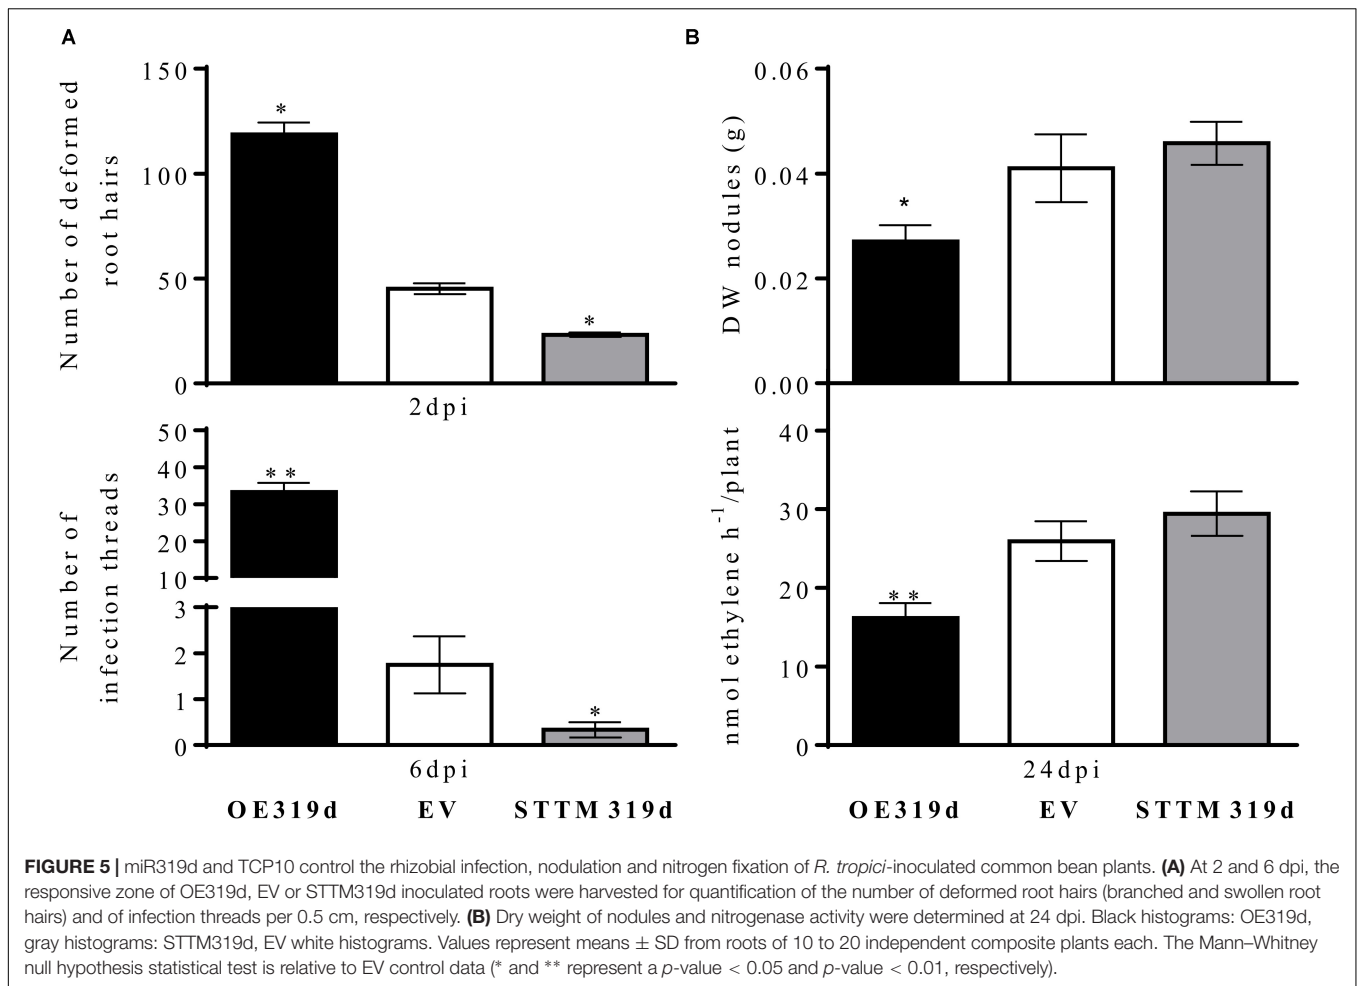 A
150
100
50
0
Number of deformed
root hairs
*
*
2dpi
50
40
30
20
10
3
2
1
0
Number of
infection threads
**
*
6dpi
OE319d EV STTM 319d
B
0.06
0.04
0.02
0.00
DW nodules (g)
*
40
30
20
10
0
nmol ethylene h⁻¹/plant
**
24dpi
OE319d EV STTM 319d
FIGURE 5 | miR319d and TCP10 control the rhizobial infection, nodulation and nitrogen fixation of R. tropici-inoculated common bean plants. (A) At 2 and 6 dpi, the
responsive zone of OE319d, EV or STTM319d inoculated roots were harvested for quantification of the number of deformed root hairs (branched and swollen root
hairs) and of infection threads per 0.5 cm, respectively. (B) Dry weight of nodules and nitrogenase activity were determined at 24 dpi. Black histograms: OE319d,
gray histograms: STTM319d, EV white histograms. Values represent means ± SD from roots of 10 to 20 independent composite plants each. The Mann–Whitney
null hypothesis statistical test is relative to EV control data (* and ** represent a p-value < 0.05 and p-value < 0.01, respectively).